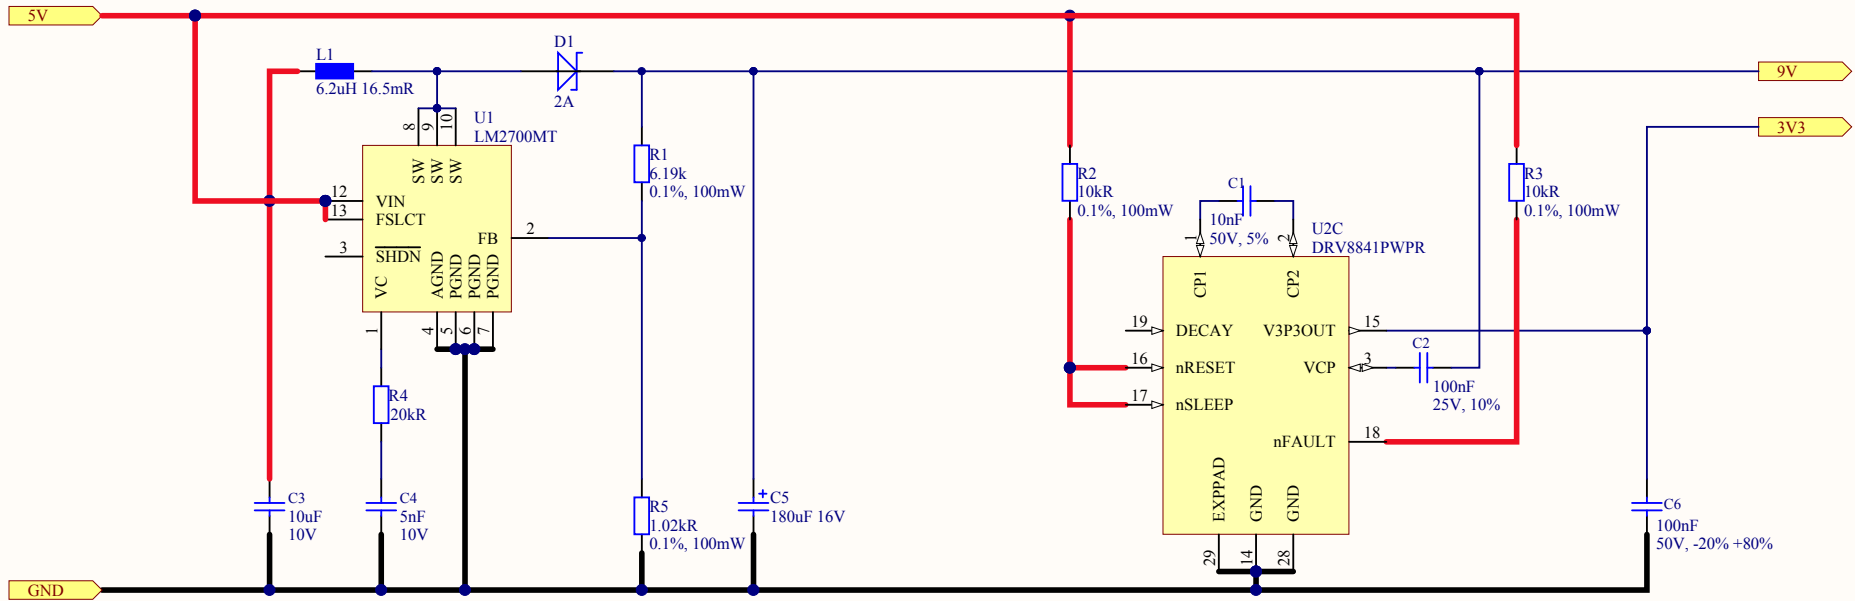 5V
D1
L1
6.2uH 16.5mR
2A
9V
3V3
U1
LM2700MT
8
9
10
SW
SW
SW
12
VIN
13
FSLCT
3
SHDN
2
FB
VC
AGND
PGND
PGND
PGND
1
4
5
6
7
R1
6.19k
0.1%, 100mW
R2
10kR
0.1%, 100mW
C1
10nF
50V, 5%
R3
10kR
0.1%, 100mW
U2C
DRV8841PWPR
1
2
CP1
CP2
19
DECAY
V3P3OUT
15
16
nRESET
VCP
3
C2
100nF
25V, 10%
17
nSLEEP
nFAULT
18
EXPPAD
GND
GND
29
14
28
R4
20kR
C3
10uF
10V
C4
5nF
10V
R5
1.02kR
0.1%, 100mW
+
C5
180uF 16V
C6
100nF
50V, -20% +80%
GND